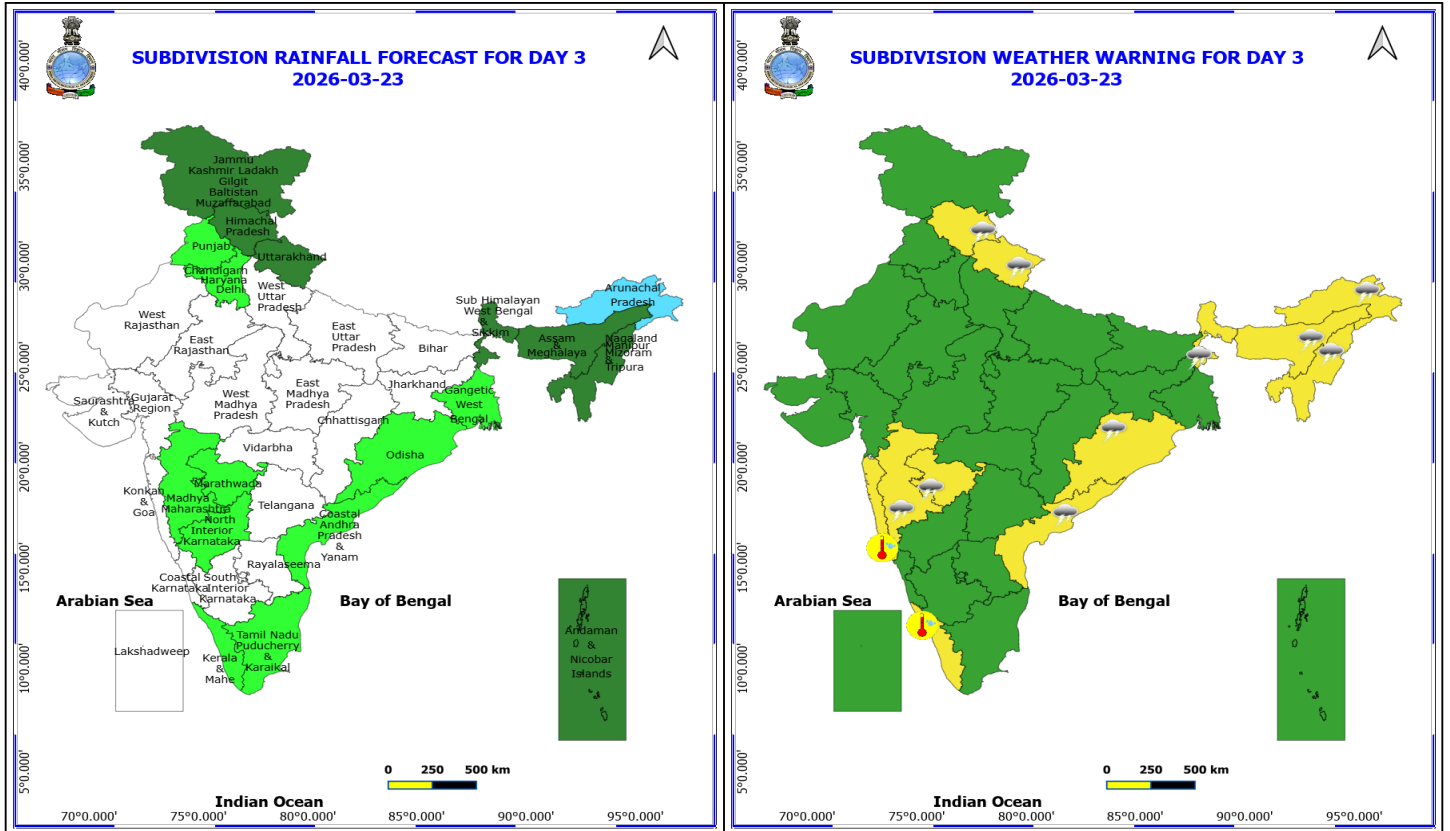 SUBDIVISION RAINFALL FORECAST FOR DAY 3
2026-03-23
40°0.000'
35°0.000'
30°0.000'
25°0.000'
20°0.000'
15°0.000'
10°0.000'
5°0.000'
Jammu
Kashmir Ladakh
Gilgit
Baltistan
Muzaffarabad
Himachal
Pradesh
Punjab
Uttarakhand
Chandigarh
Haryana
Delhi
West
Uttar
Pradesh
Arunachal
Pradesh
Sub Himalayan
West Bengal
&
Sikkim
West
Rajasthan
East
Rajasthan
East
Uttar
Pradesh
Bihar
Assam
&
Meghalaya
Nagaland
Manipur
Mizoram
&
Tripura
Saurashtra
&
Kutch
Gujarat
Region
West
Madhya
Pradesh
East
Madhya
Pradesh
Jharkhand
Gangetic
West
Bengal
Chhattisgarh
Vidarbha
Odisha
Konkan
&
Goa
Marathwada
Madhya
Maharashtra
North
Interior
Karnataka
Telangana
Coastal
Andhra
Pradesh
&
Yanam
Rayalaseema
Coastal
Karnataka
South
Interior
Karnataka
Arabian Sea
Bay of Bengal
Lakshadweep
Kerala
&
Mahe
Tamil Nadu
Puducherry
&
Karaikal
Andaman
&
Nicobar
Islands
0 250 500 km
Indian Ocean
70°0.000' 75°0.000' 80°0.000' 85°0.000' 90°0.000' 95°0.000'
SUBDIVISION WEATHER WARNING FOR DAY 3
2026-03-23
40°0.000'
35°0.000'
30°0.000'
25°0.000'
20°0.000'
15°0.000'
10°0.000'
5°0.000'
Arabian Sea
Bay of Bengal
0 250 500 km
Indian Ocean
70°0.000' 75°0.000' 80°0.000' 85°0.000' 90°0.000' 95°0.000'